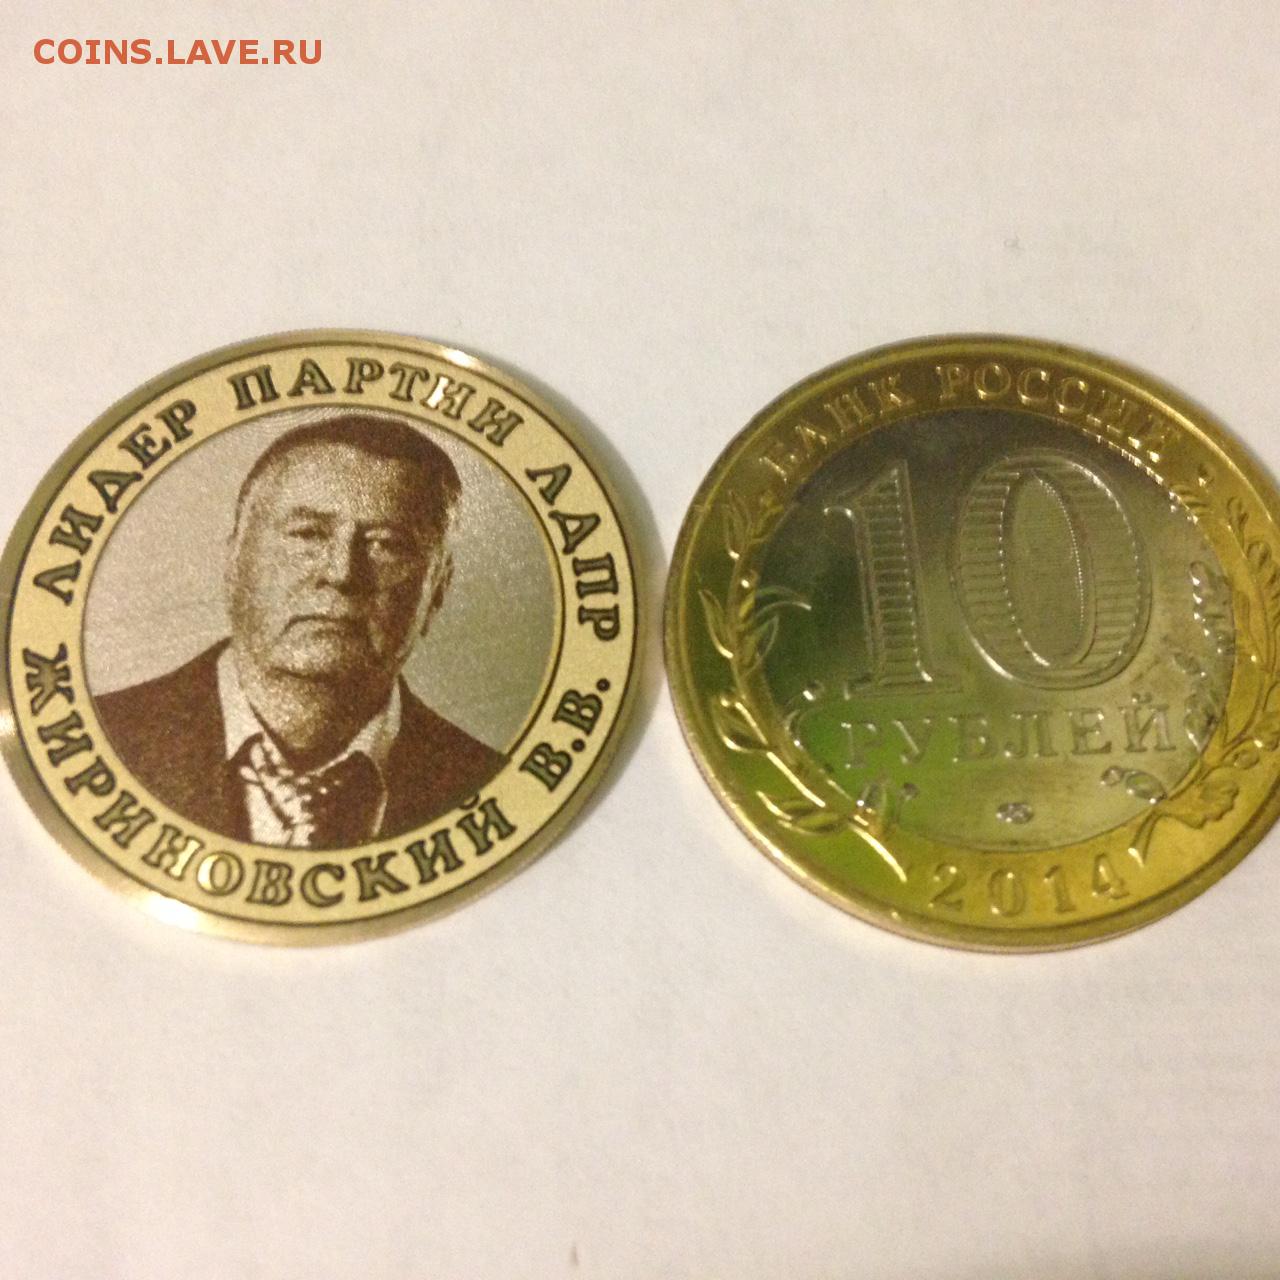 COINS.LAVE.RU
ЛИДЕР ПАРТИИ ЛДПР
ЖИРИНОВСКИЙ В.В.
БАНК РОССИИ
10
РУБЛЕЙ
2014